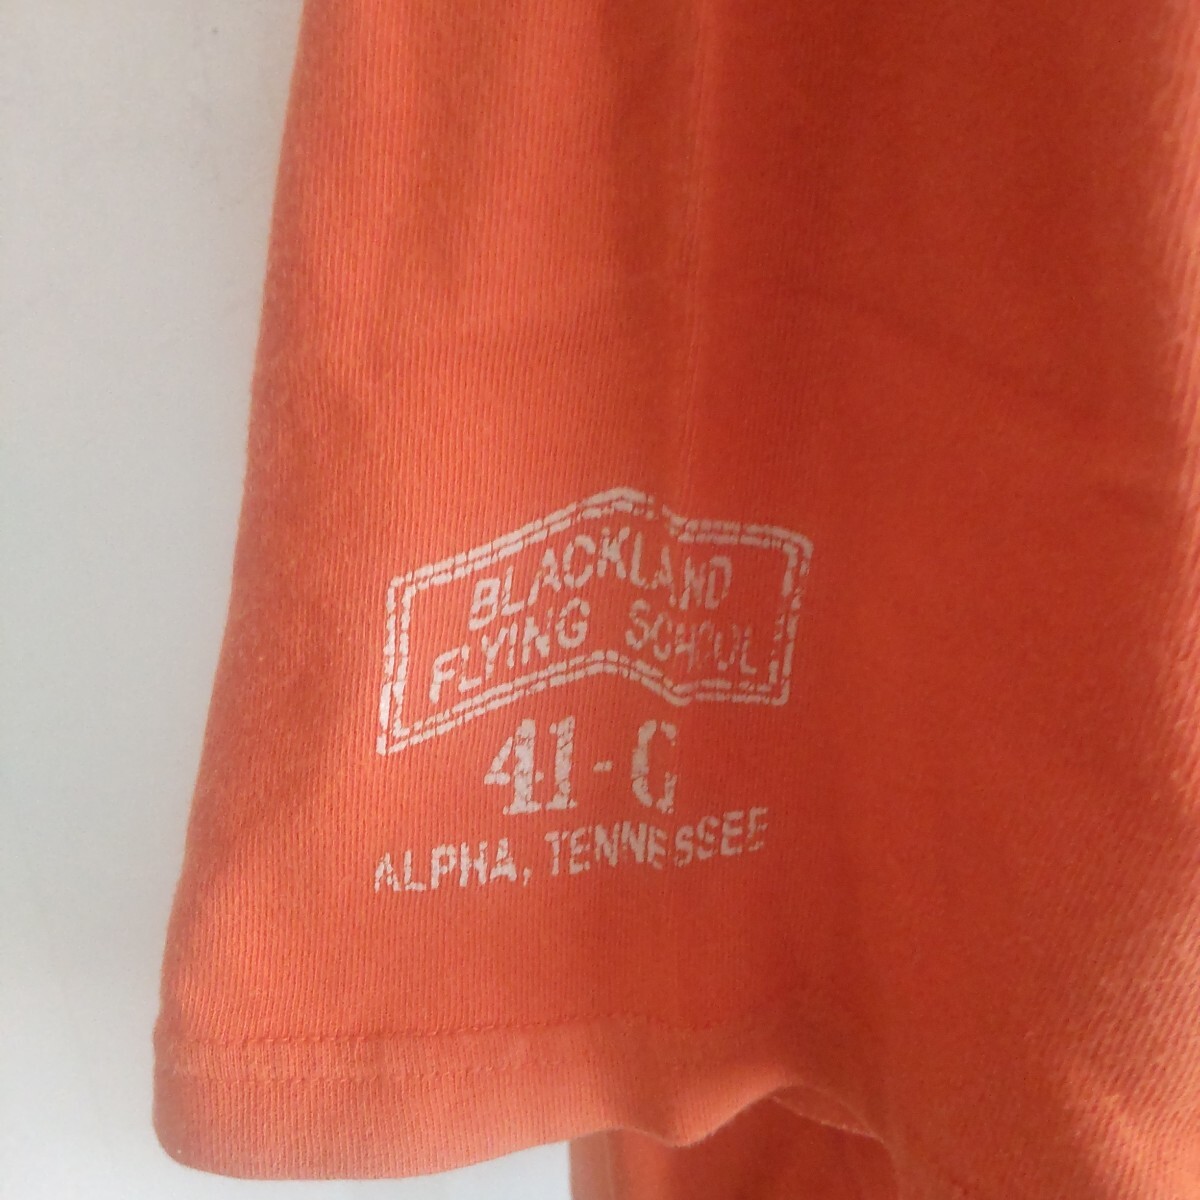 BLACKLAND
FLYING SCHOOL
41-C
ALPHA, TENNESSEE